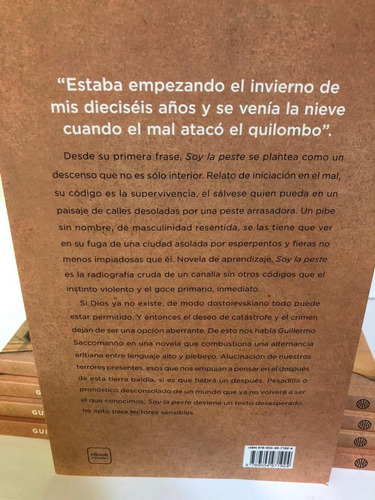 “Estaba empezando el invierno de
mis dieciséis años y se venía la nieve
cuando el mal atacó el quilombo”.
Desde su primera frase, Soy la peste se plantea como un
descenso que no es sólo interior. Relato de iniciación en el mal,
su código es la supervivencia, el sálvese quien pueda en un
paisaje de calles desoladas por una peste arrasadora. Un pibe
sin nombre, de masculinidad resentida, se las tiene que ver
en su fuga de una ciudad asolada por esperpentos y fieras no
menos impiadosas que él. Novela de aprendizaje, Soy la peste
es la radiografía cruda de un canalla sin otros códigos que el
instinto violento y el goce primario, inmediato.
Si Dios ya no existe, de modo dostoievskiano todo puede
estar permitido. Y entonces el deseo de catástrofe y el crimen
dejan de ser una opción aberrante. De esto nos habla Guillermo
Saccomanno en una novela que combustiona una alternancia
arltiana entre lenguaje alto y plebeyo. Alucinación de nuestros
terrores presentes, esos que nos empujan a pensar en el después
de esta tierra baldía, si es que habrá un después. Pesadilla o
pronóstico desconsolado de un mundo que ya no volverá a ser
el que conocimos, Soy la peste deviene un texto desesperado,
no apto para lectores sensibles.
eBook
GUI
GUI
GUI